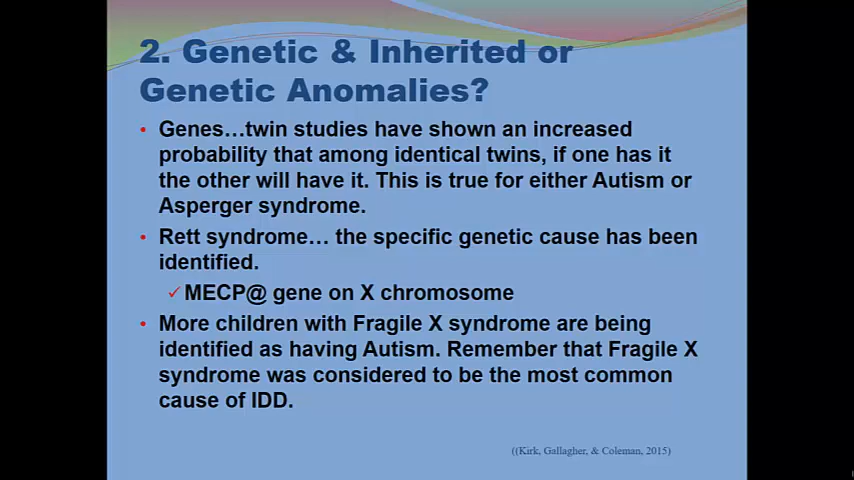 2. Genetic & Inherited or
Genetic Anomalies?
• Genes…twin studies have shown an increased
probability that among identical twins, if one has it
the other will have it. This is true for either Autism or
Asperger syndrome.
• Rett syndrome… the specific genetic cause has been
identified.
✓MECP@ gene on X chromosome
• More children with Fragile X syndrome are being
identified as having Autism. Remember that Fragile X
syndrome was considered to be the most common
cause of IDD.
((Kirk, Gallagher, & Coleman, 2015)